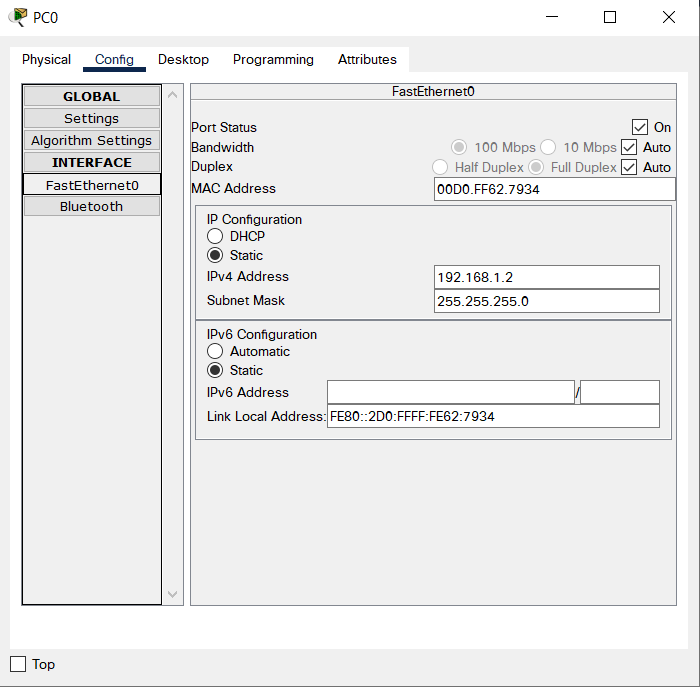 PC0
Physical Config Desktop Programming Attributes
GLOBAL
Settings
Algorithm Settings
INTERFACE
FastEthernet0
Bluetooth
FastEthernet0
Port Status On
Bandwidth 100 Mbps 10 Mbps Auto
Duplex Half Duplex Full Duplex Auto
MAC Address 00D0.FF62.7934
IP Configuration
DHCP
Static
IPv4 Address 192.168.1.2
Subnet Mask 255.255.255.0
IPv6 Configuration
Automatic
Static
IPv6 Address /
Link Local Address: FE80::2D0:FFFF:FE62:7934
Top